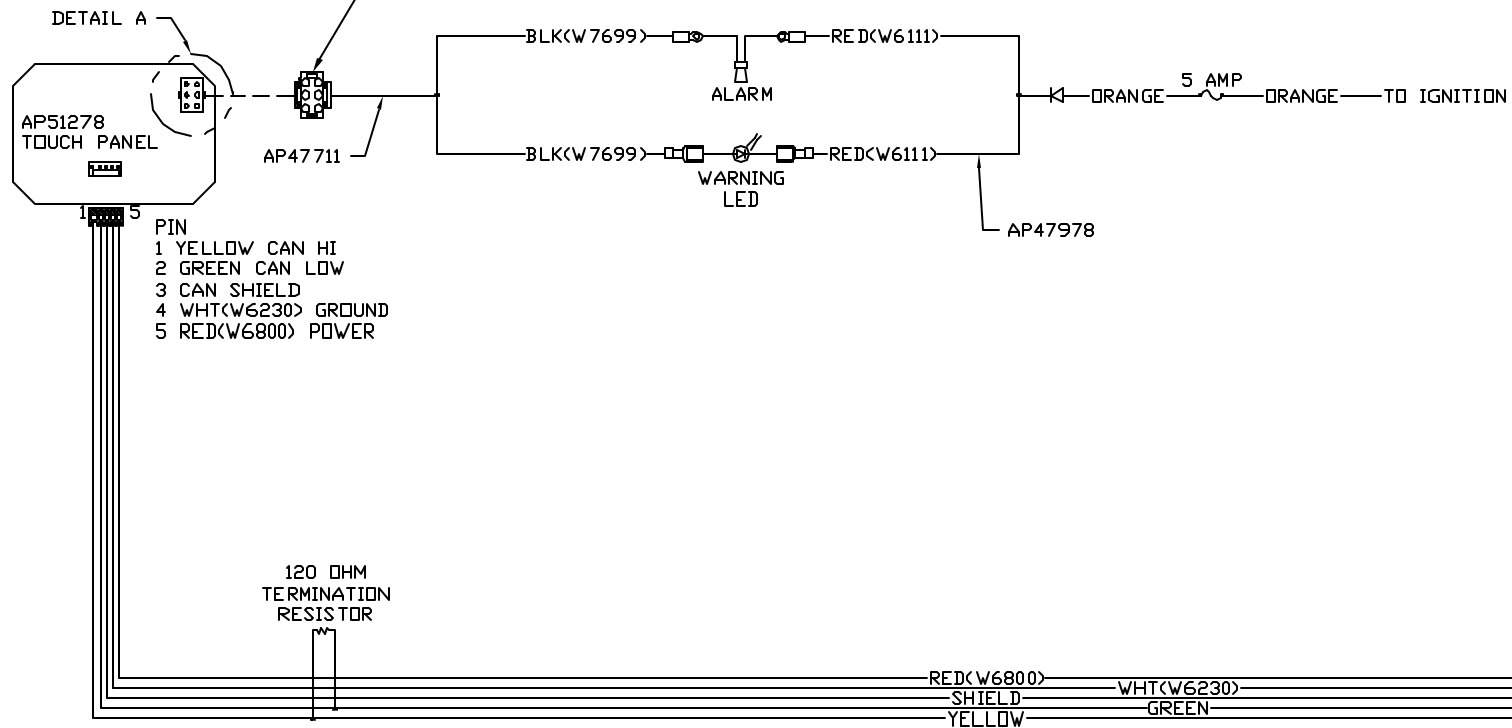 DETAIL A
AP51278
TOUCH PANEL
AP47711
BLK(W7699)
RED(W6111)
ALARM
5 AMP
ORANGE
ORANGE
TO IGNITION
BLK(W7699)
RED(W6111)
WARNING
LED
AP47978
1
5
PIN
1 YELLOW CAN HI
2 GREEN CAN LOW
3 CAN SHIELD
4 WHT(W6230) GROUND
5 RED(W6800) POWER
120 OHM
TERMINATION
RESISTOR
RED(W6800)
WHT(W6230)
SHIELD
GREEN
YELLOW